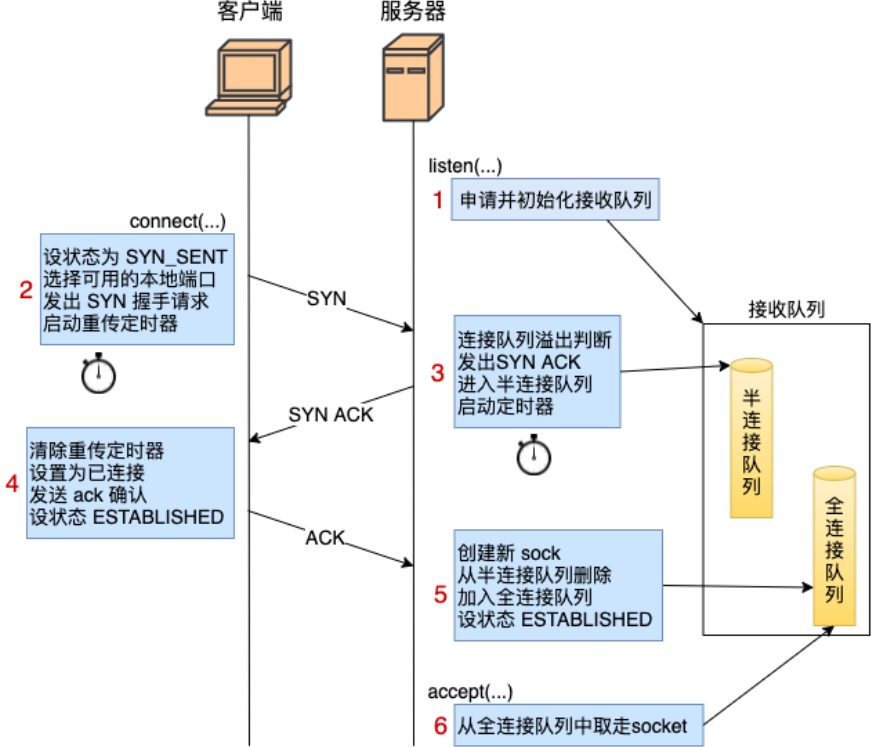 客户端
服务器
listen(...)
1
申请并初始化接收队列
connect(...)
2
设状态为 SYN_SENT
选择可用的本地端口
发出 SYN 握手请求
启动重传定时器
SYN
接收队列
3
连接队列溢出判断
发出SYN ACK
进入半连接队列
启动定时器
半连接队列
SYN ACK
4
清除重传定时器
设置为已连接
发送 ack 确认
设状态 ESTABLISHED
全连接队列
ACK
5
创建新 sock
从半连接队列删除
加入全连接队列
设状态 ESTABLISHED
accept(...)
6
从全连接队列中取走socket